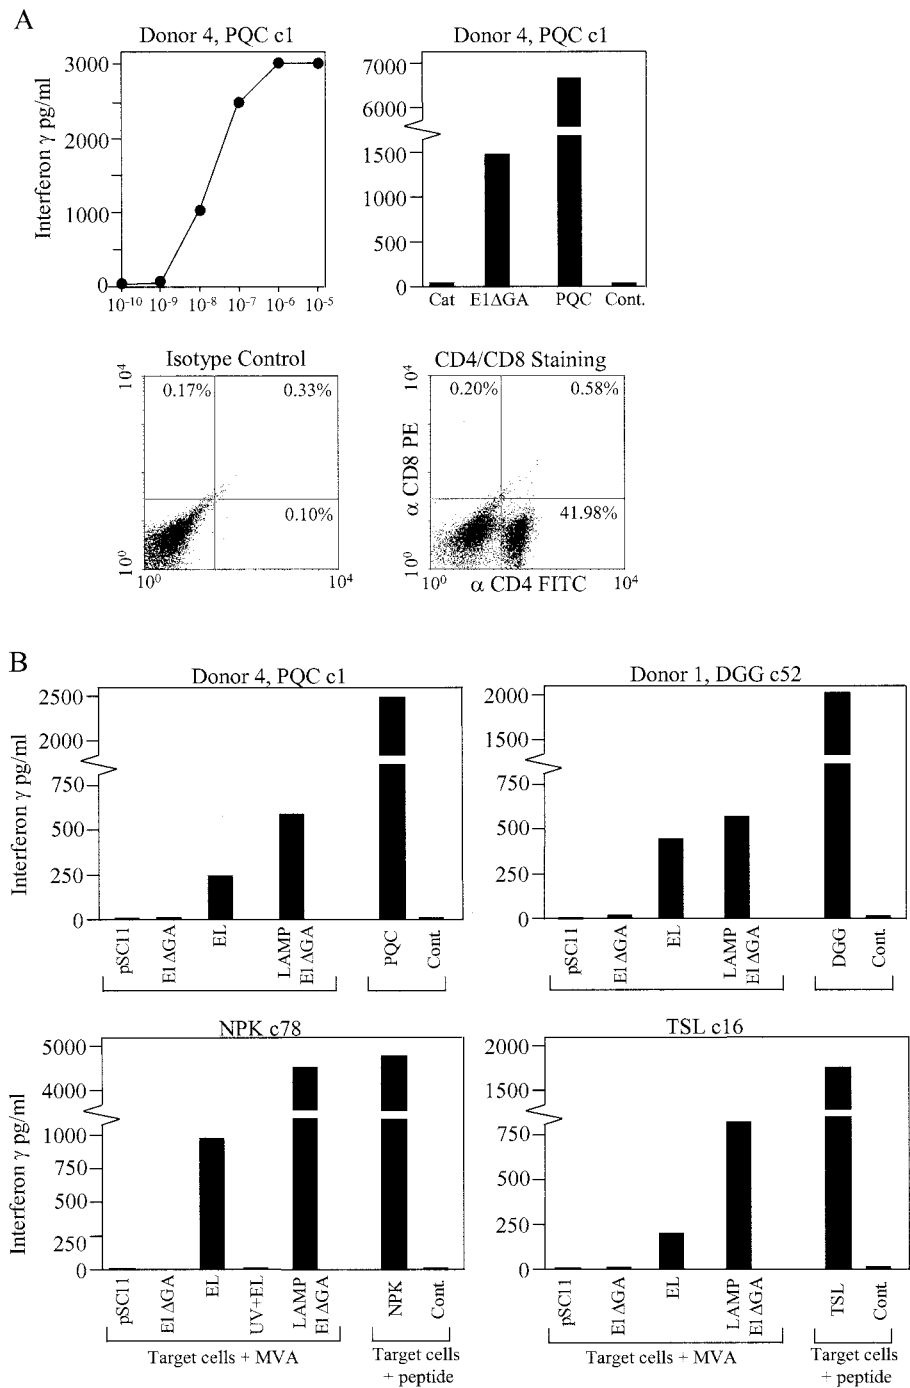 A
Donor 4, PQC c1
Interferon γ pg/ml
3000
2000
1000
0
10-10 10-9 10-8 10-7 10-6 10-5
Donor 4, PQC c1
7000
6000
1500
1000
500
0
Cat E1ΔGA PQC Cont.
Isotype Control
10⁴
0.17% 0.33%
0.10%
10⁰
10⁰ 10⁴
CD4/CD8 Staining
10⁴
0.20% 0.58%
α CD8 PE
41.98%
10⁰
10⁰ α CD4 FITC 10⁴
B
Donor 4, PQC c1
Interferon γ pg/ml
2500
2000
750
500
250
0
pSC11
E1ΔGA
EL
LAMP
E1ΔGA
PQC
Cont.
Donor 1, DGG c52
2000
1500
750
500
250
0
pSC11
E1ΔGA
EL
LAMP
E1ΔGA
DGG
Cont.
NPK c78
Interferon γ pg/ml
5000
4000
1000
750
500
250
0
pSC11
E1ΔGA
EL
UV+EL
LAMP
E1ΔGA
NPK
Cont.
Target cells + MVA
Target cells
+ peptide
TSL c16
2000
1500
750
500
250
0
pSC11
E1ΔGA
EL
LAMP
E1ΔGA
TSL
Cont.
Target cells + MVA
Target cells
+ peptide